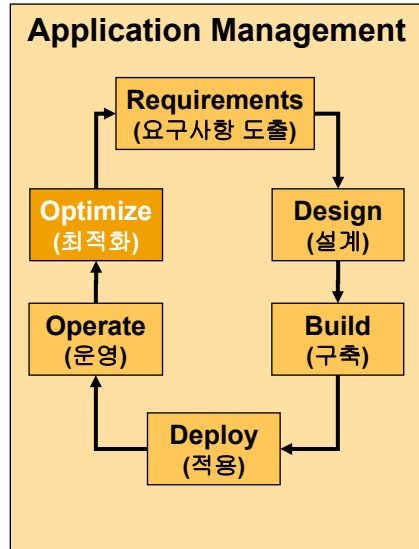 Application Management
Requirements
(요구사항 도출)
Optimize
(최적화)
Design
(설계)
Operate
(운영)
Build
(구축)
Deploy
(적용)